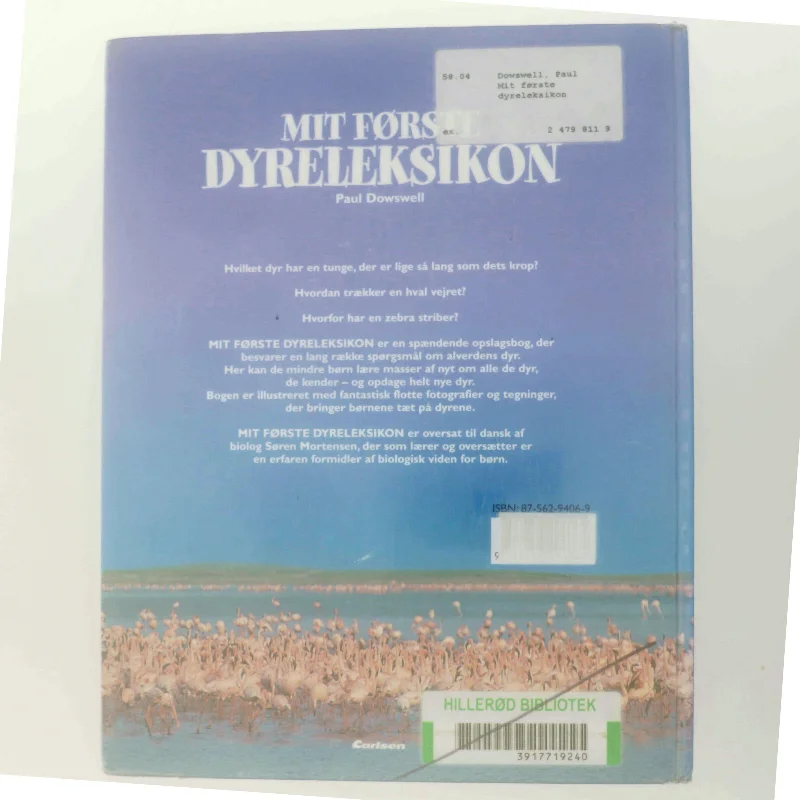 58.04 Dowswell, Paul
Mit første
dyreleksikon
ex. 2 479 811 9
MIT FØRSTE
DYRELEKSIKON
Paul Dowswell
Hvilket dyr har en tunge, der er lige så lang som dets krop?
Hvordan trækker en hval vejret?
Hvorfor har en zebra striber?
MIT FØRSTE DYRELEKSIKON er en spændende opslagsbog, der
besvarer en lang række spørgsmål om alverdens dyr.
Her kan de mindre børn lære masser af nyt om alle de dyr,
de kender – og opdage helt nye dyr.
Bogen er illustreret med fantastisk flotte fotografier og tegninger,
der bringer børnene tæt på dyrene.
MIT FØRSTE DYRELEKSIKON er oversat til dansk af
biolog Søren Mortensen, der som lærer og oversætter er
en erfaren formidler af biologisk viden for børn.
ISBN: 87-562-9406-9
9
Carlsen
HILLERØD BIBLIOTEK
3917719240